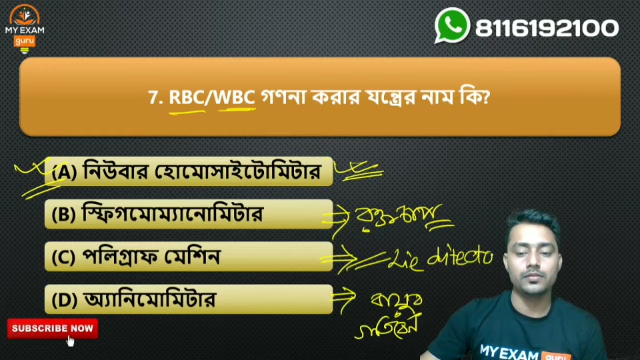 MY EXAM
guru
8116192100
7. RBC/WBC গণনা করার যন্ত্রের নাম কি?
(A) নিউবার হোমোসাইটোমিটার
(B) স্ফিগমোম্যানোমিটার
রক্তচাপ
(C) পলিগ্রাফ মেশিন
Lie ditecto
(D) অ্যানিমোমিটার
বায়ুর
গতিবেগ
SUBSCRIBE NOW
MY EXAM
guru